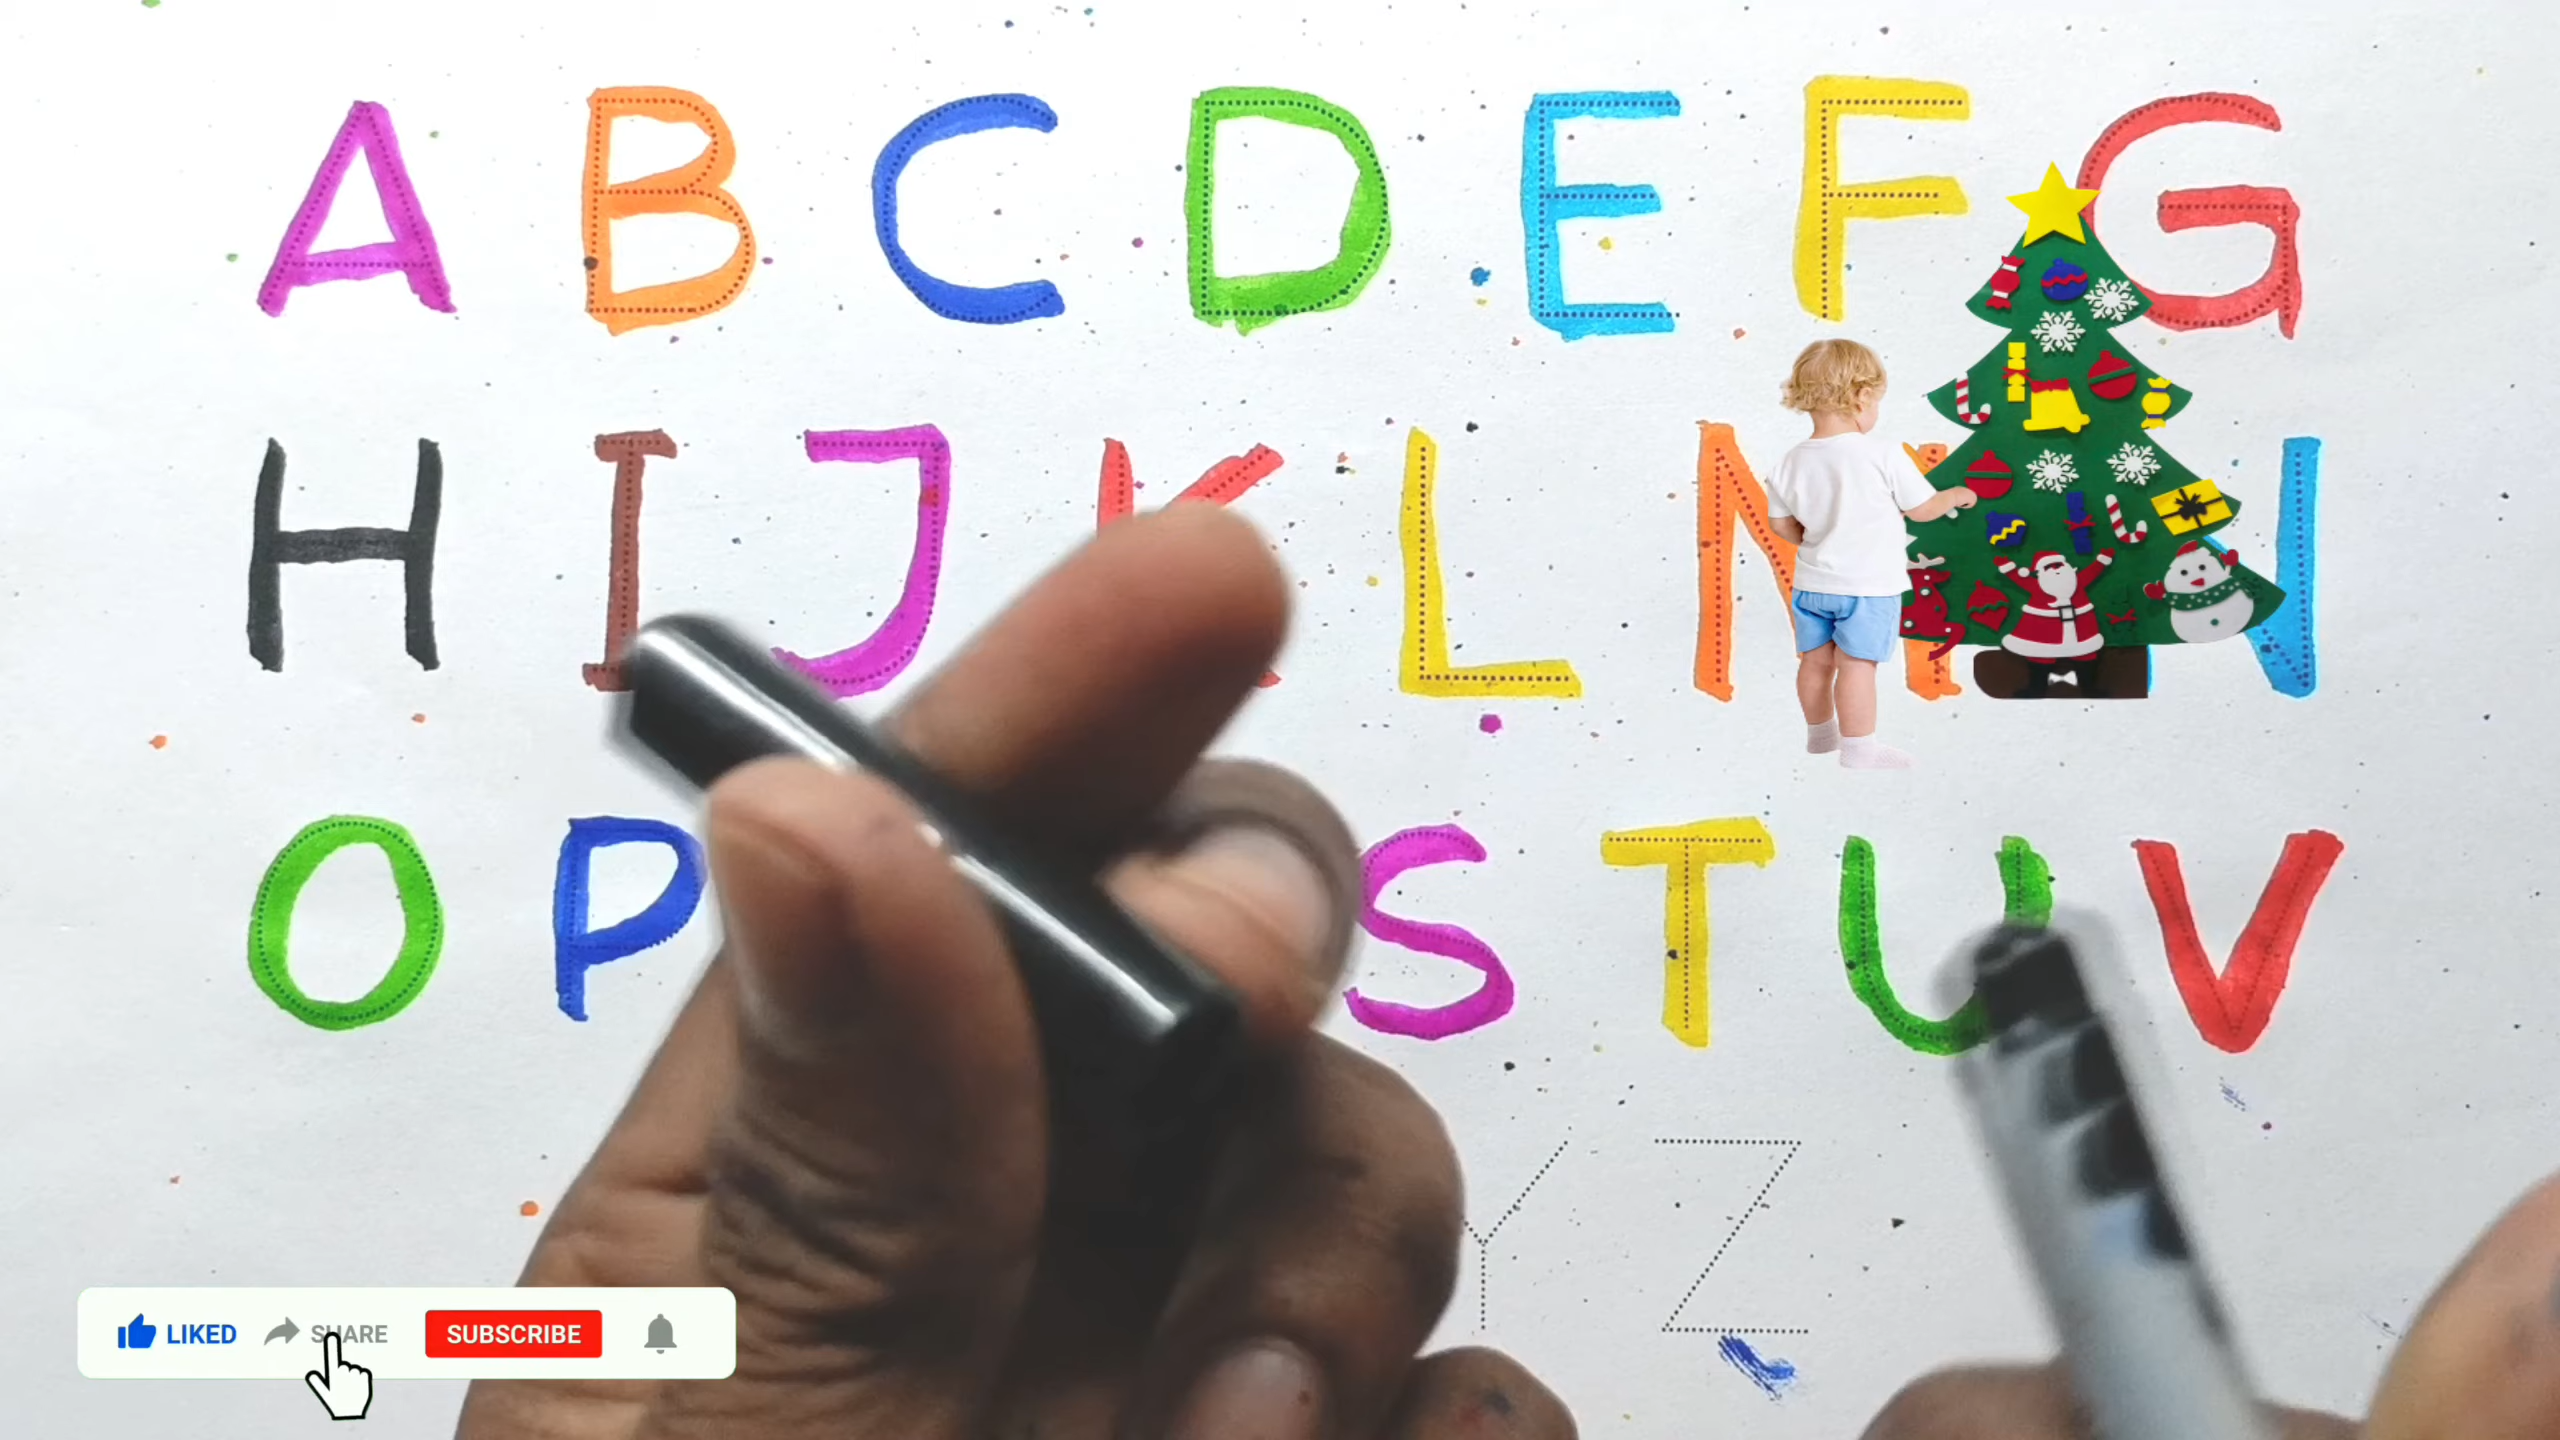 A B C D E F G
H I J K L M N
O P S T U V
Y Z
LIKED SHARE SUBSCRIBE